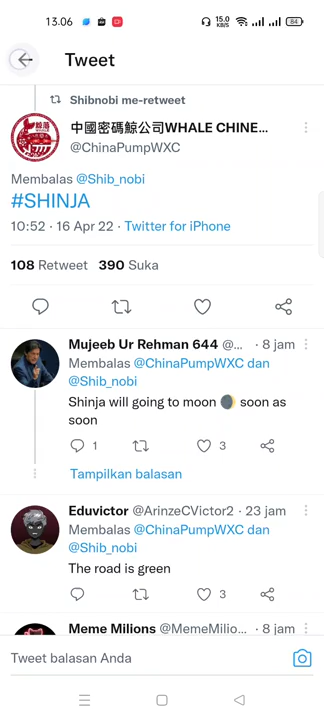 13.06
15.0
KB/S
84
Tweet
Shibnobi me-retweet
中國密碼鯨公司WHALE CHINE...
@ChinaPumpWXC
Membalas @Shib_nobi
#SHINJA
10:52 · 16 Apr 22 · Twitter for iPhone
108 Retweet 390 Suka
Mujeeb Ur Rehman 644 @... · 8 jam
Membalas @ChinaPumpWXC dan
@Shib_nobi
Shinja will going to moon 🌒 soon as
soon
1 3
Tampilkan balasan
Eduvictor @ArinzeCVictor2 · 23 jam
Membalas @ChinaPumpWXC dan
@Shib_nobi
The road is green
3
Meme Milions @MemeMilio... · 8 jam
Tweet balasan Anda